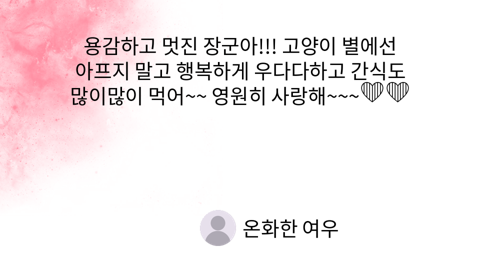 용감하고 멋진 장군아!!! 고양이 별에선
아프지 말고 행복하게 우다다하고 간식도
많이많이 먹어~~ 영원히 사랑해~~~♡♡
온화한 여우